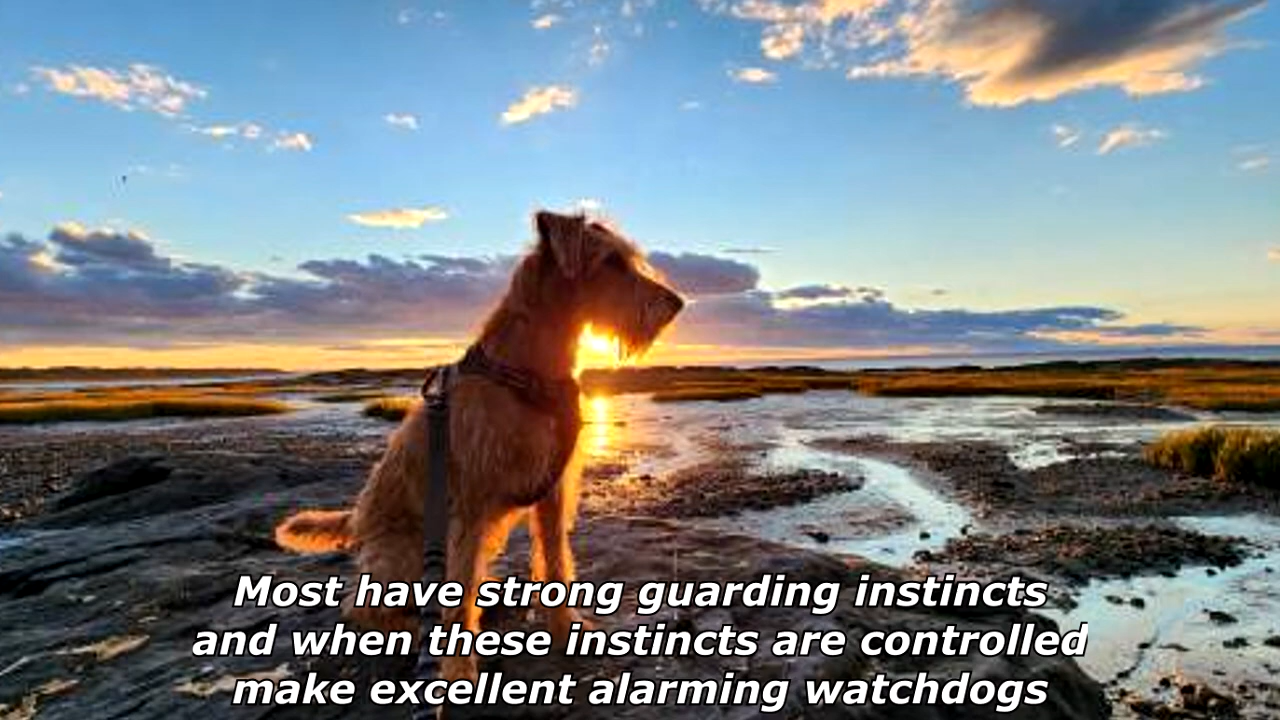 Most have strong guarding instincts
and when these instincts are controlled
make excellent alarming watchdogs